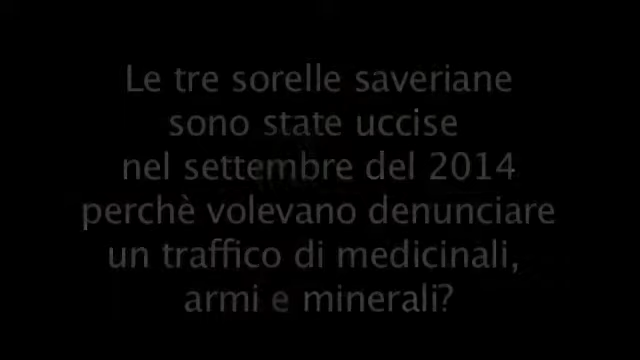 Le tre sorelle saveriane
sono state uccise
nel settembre del 2014
perchè volevano denunciare
un traffico di medicinali,
armi e minerali?